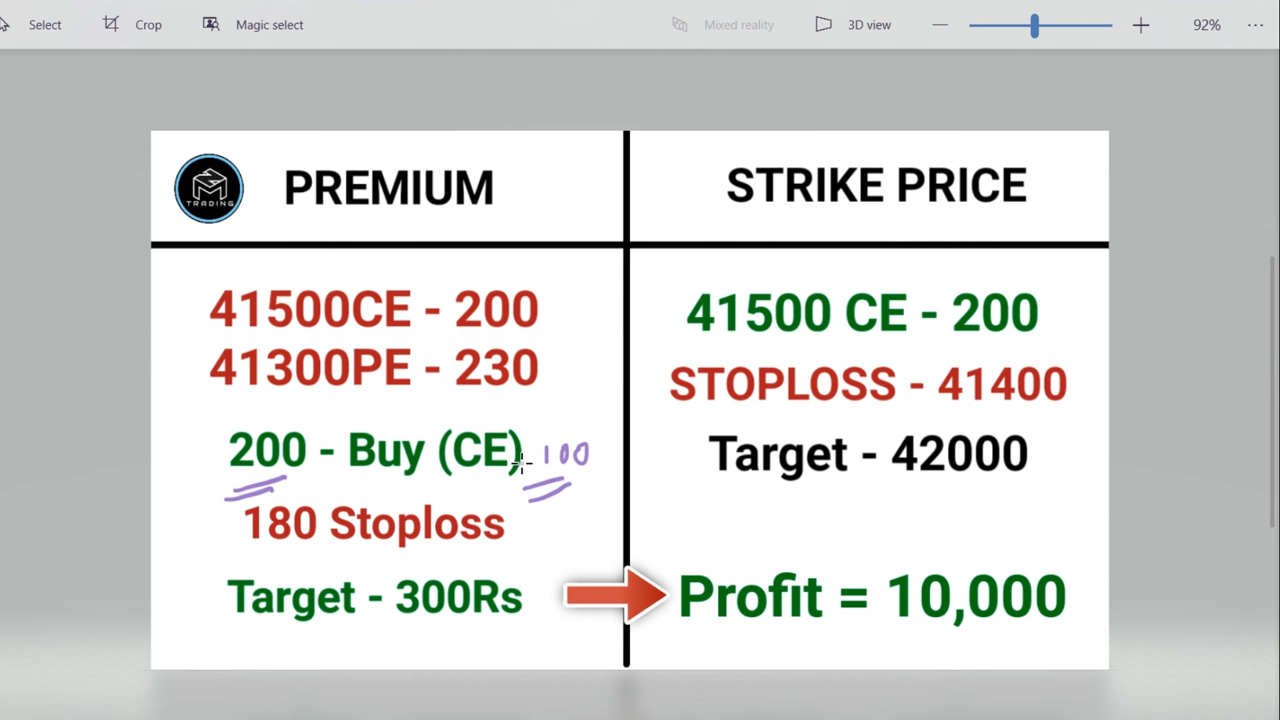 Select Crop Magic select Mixed reality 3D view 92%
PREMIUM
STRIKE PRICE
TRADING
41500CE - 200
41300PE - 230
200 - Buy (CE) 100
180 Stoploss
Target - 300Rs
41500 CE - 200
STOPLOSS - 41400
Target - 42000
Profit = 10,000